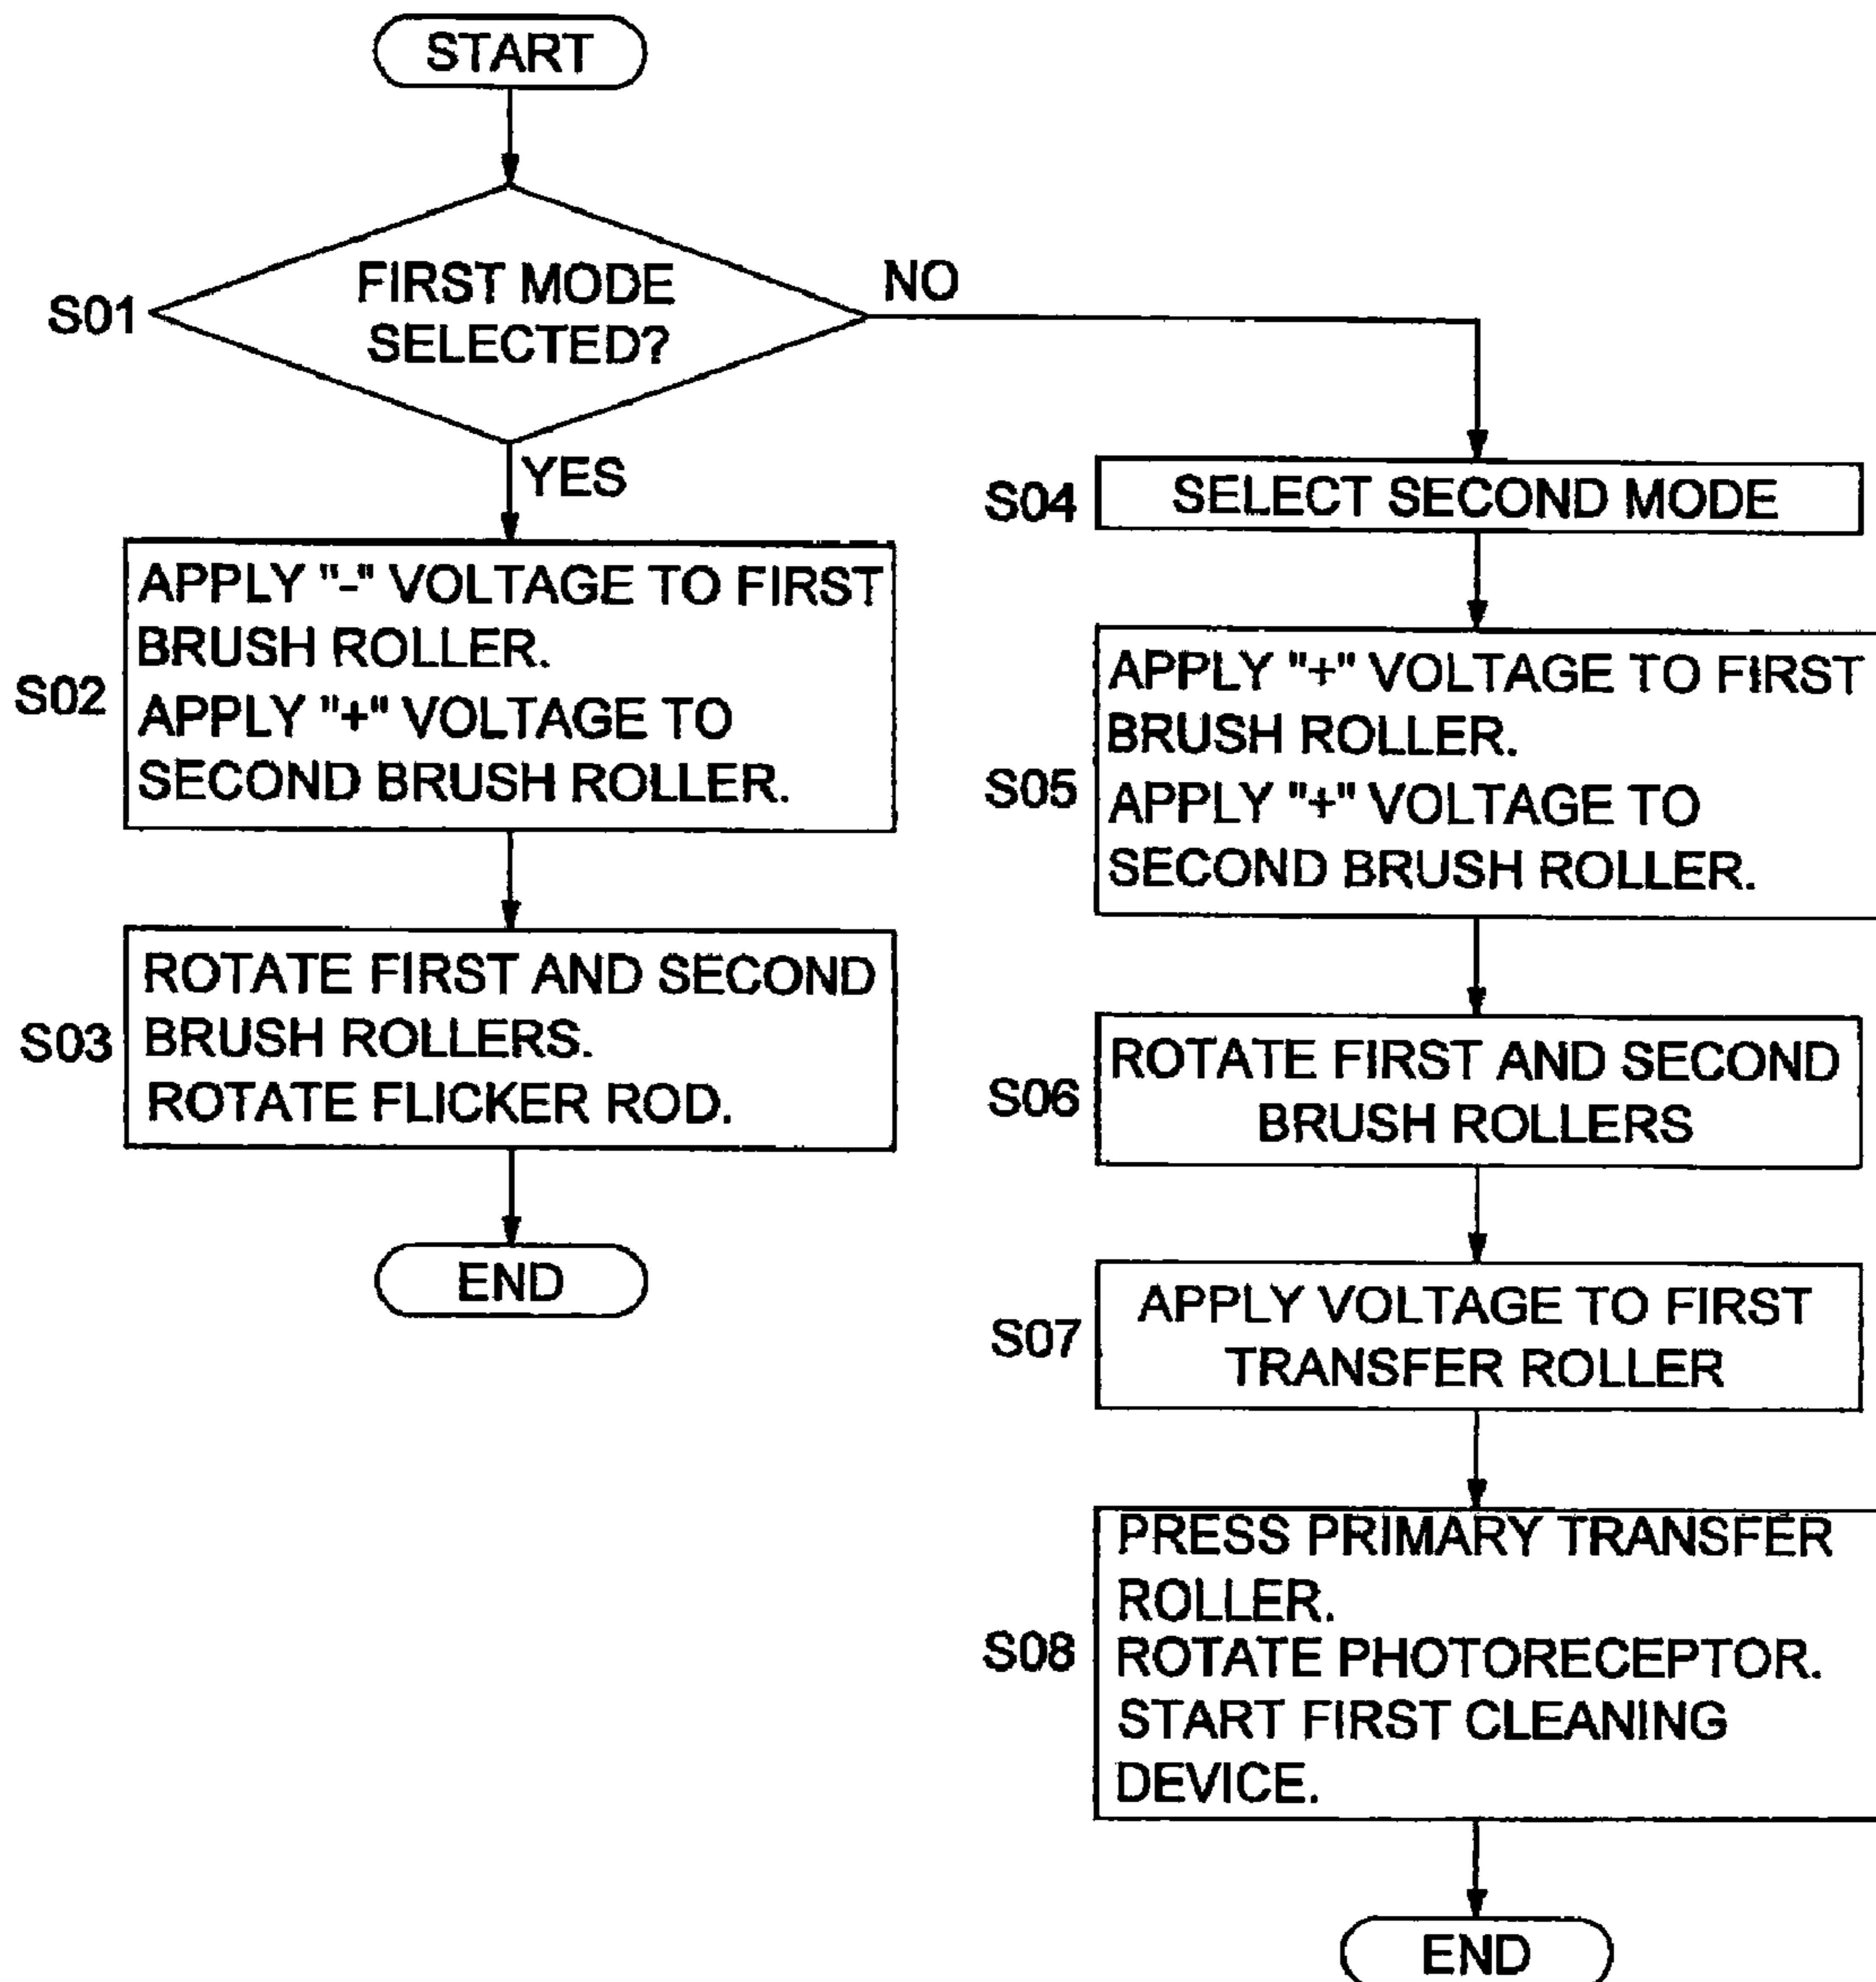 START
S01
FIRST MODE
SELECTED?
NO
YES
S02
APPLY "-" VOLTAGE TO FIRST
BRUSH ROLLER.
APPLY "+" VOLTAGE TO
SECOND BRUSH ROLLER.
S03
ROTATE FIRST AND SECOND
BRUSH ROLLERS.
ROTATE FLICKER ROD.
END
S04
SELECT SECOND MODE
S05
APPLY "+" VOLTAGE TO FIRST
BRUSH ROLLER.
APPLY "+" VOLTAGE TO
SECOND BRUSH ROLLER.
S06
ROTATE FIRST AND SECOND
BRUSH ROLLERS
S07
APPLY VOLTAGE TO FIRST
TRANSFER ROLLER
S08
PRESS PRIMARY TRANSFER
ROLLER.
ROTATE PHOTORECEPTOR.
START FIRST CLEANING
DEVICE.
END